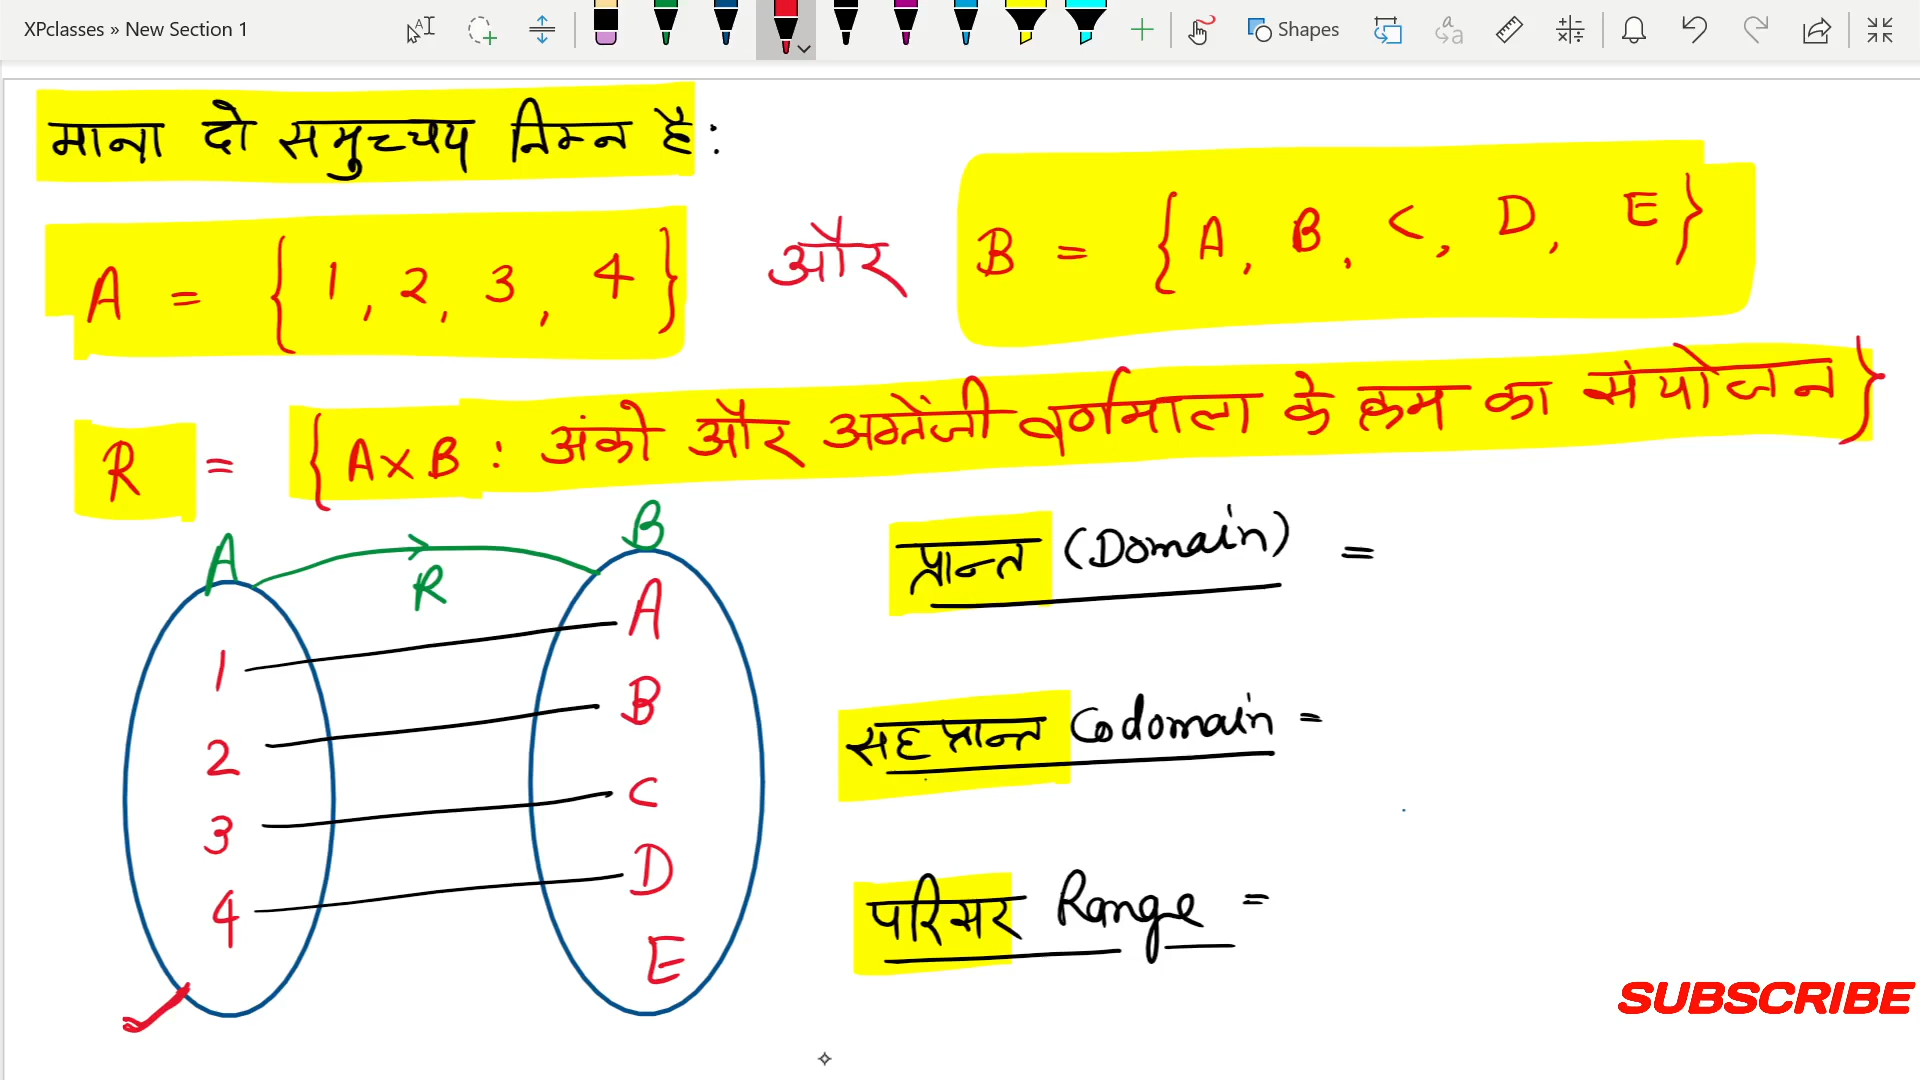 XPclasses » New Section 1
Shapes
माना दो समुच्चय निम्न है :
A = { 1, 2, 3, 4 } और B = { A, B, C, D, E }
R = { A×B : अंको और अग्रेंजी वर्णमाला के क्रम का संयोजन }
A R B
1 A
2 B
3 C
4 D
E
प्रान्त (Domain) =
सह प्रान्त Codomain =
परिसर Range =
SUBSCRIBE